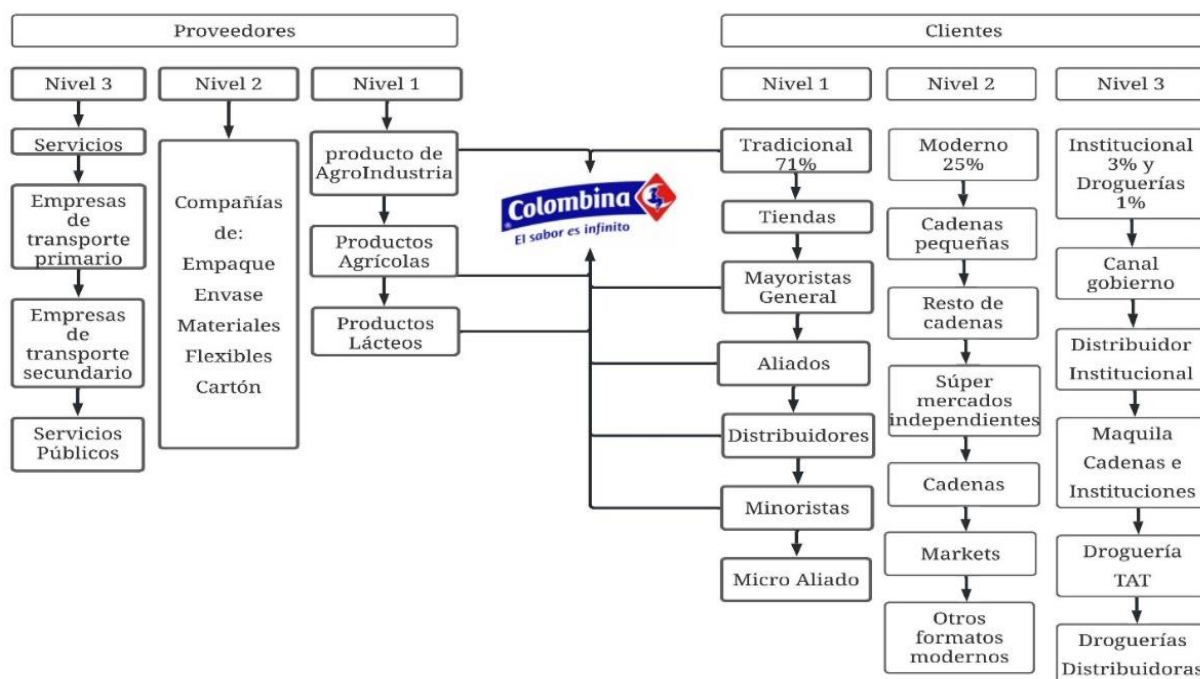 Proveedores
Clientes
Nivel 3
Nivel 2
Nivel 1
Nivel 1
Nivel 2
Nivel 3
Servicios
Empresas
de
transporte
primario
Empresas
de
transporte
secundario
Servicios
Públicos
Compañías
de:
Empaque
Envase
Materiales
Flexibles
Cartón
producto de
AgroIndustria
Productos
Agrícolas
Productos
Lácteos
Colombina
El sabor es infinito
Tradicional
71%
Tiendas
Mayoristas
General
Aliados
Distribuidores
Minoristas
Micro Aliado
Moderno
25%
Cadenas
pequeñas
Resto de
cadenas
Súper
mercados
independientes
Cadenas
Markets
Otros
formatos
modernos
Institucional
3% y
Droguerías
1%
Canal
gobierno
Distribuidor
Institucional
Maquila
Cadenas e
Instituciones
Droguería
TAT
Droguerías
Distribuidoras